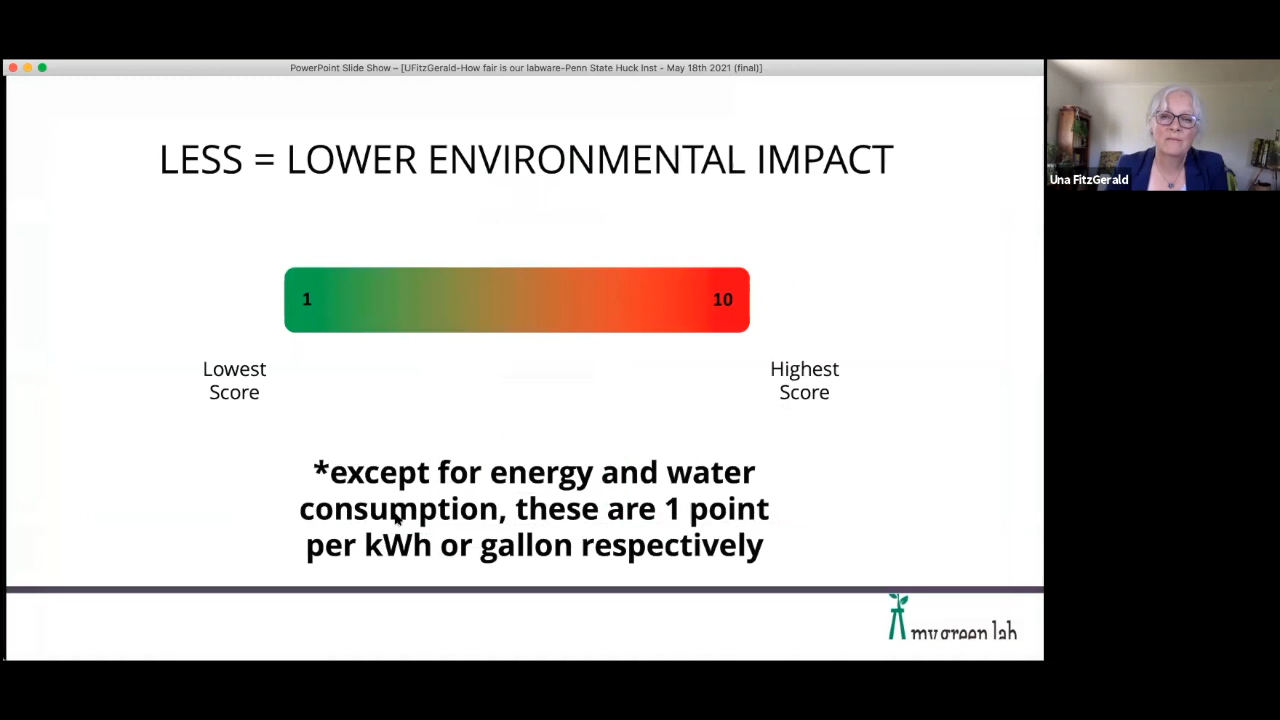 PowerPoint Slide Show – [UFitzGerald-How fair is our labware-Penn State Huck Inst - May 18th 2021 (final)]
LESS = LOWER ENVIRONMENTAL IMPACT
1
10
Lowest
Score
Highest
Score
*except for energy and water
consumption, these are 1 point
per kWh or gallon respectively
my green lab
Una FitzGerald